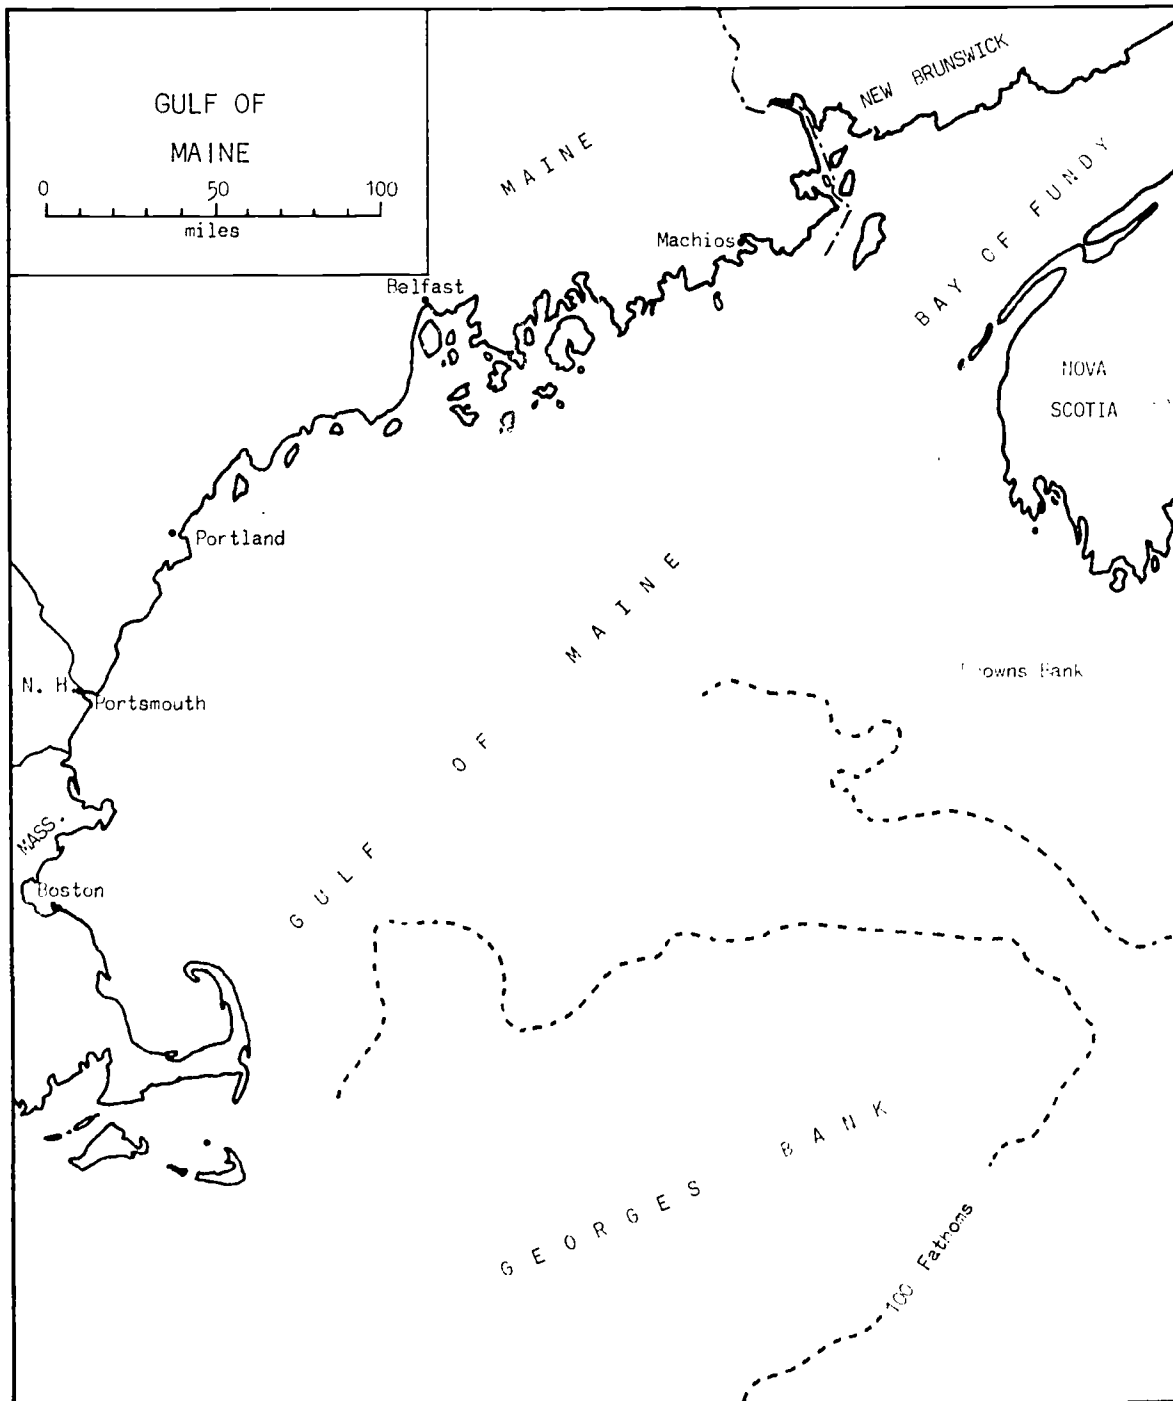 GULF OF
MAINE
0 50 100
miles
MAINE
NEW BRUNSWICK
BAY OF FUNDY
Machios
Belfast
NOVA
SCOTIA
Portland
N. H.
Portsmouth
MASS.
Boston
GULF OF MAINE
Bank
GEORGES BANK
100 Fathoms